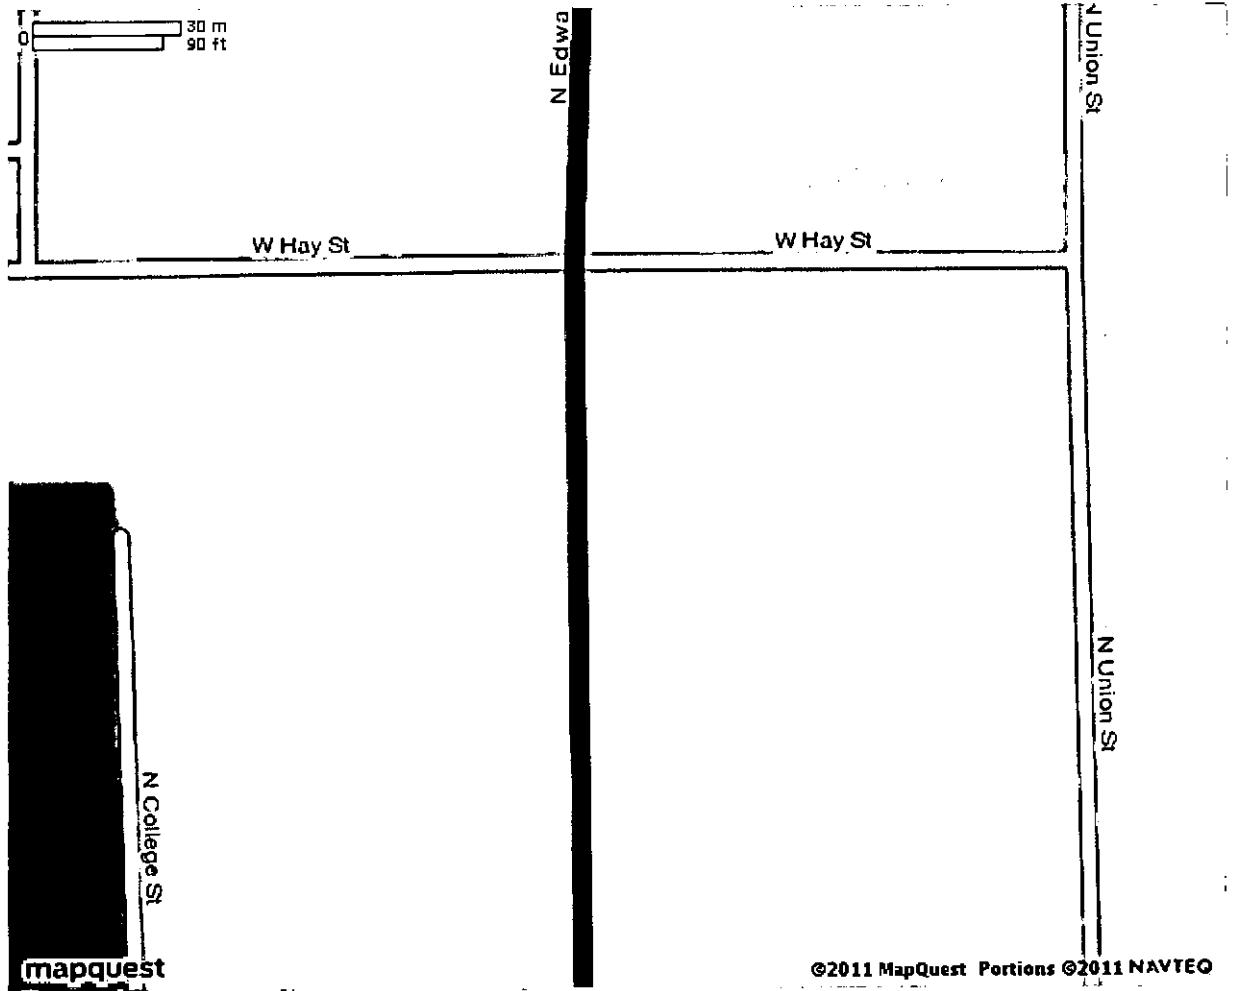 0
30 m
90 ft
N Edwa
N Union St
W Hay St
W Hay St
N Union St
N College St
mapquest
©2011 MapQuest Portions ©2011 NAVTEQ